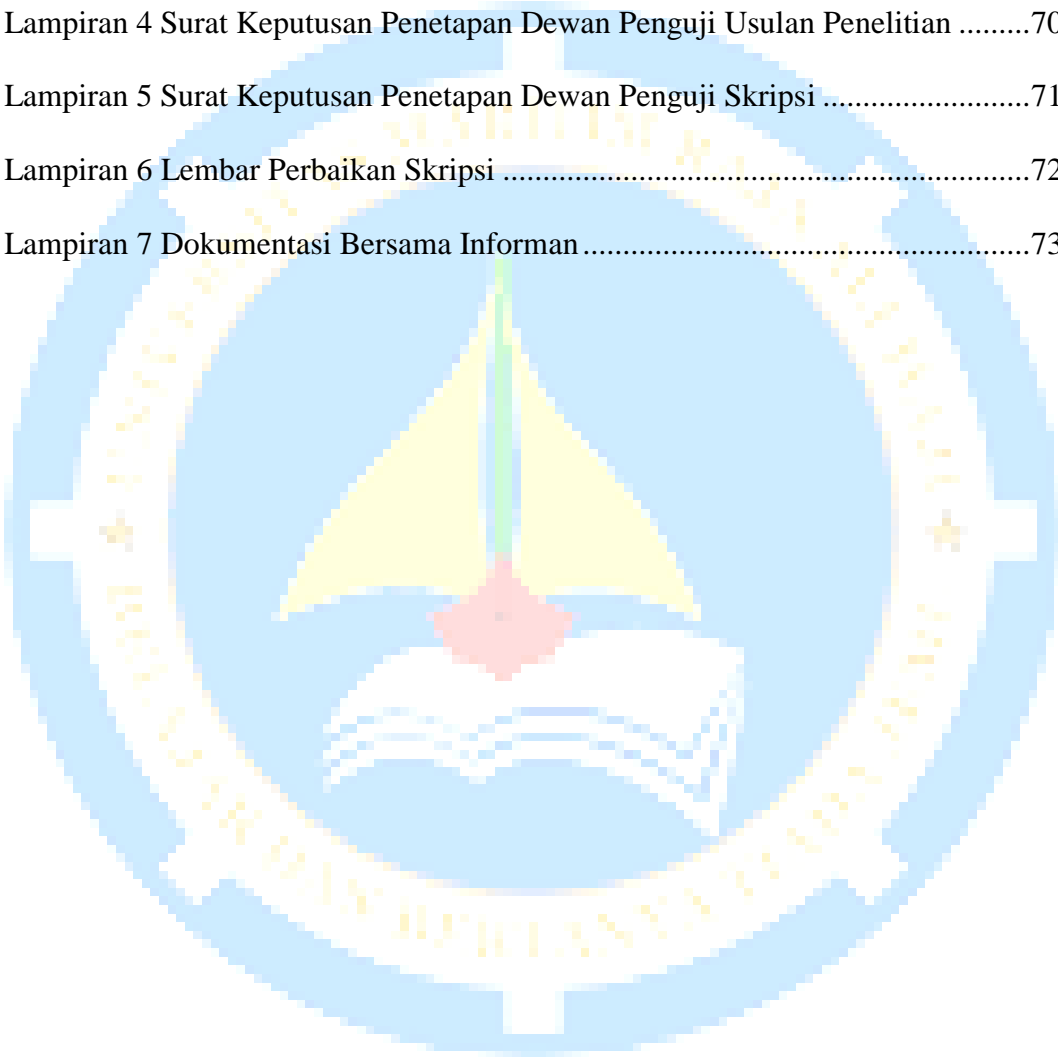 Lampiran 4 Surat Keputusan Penetapan Dewan Penguji Usulan Penelitian .........70
Lampiran 5 Surat Keputusan Penetapan Dewan Penguji Skripsi ..........................71
Lampiran 6 Lembar Perbaikan Skripsi ......................................................................72
Lampiran 7 Dokumentasi Bersama Informan.........................................................73